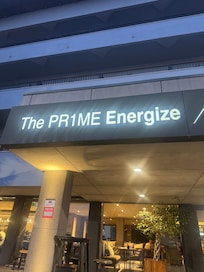 The PR1ME Energize /